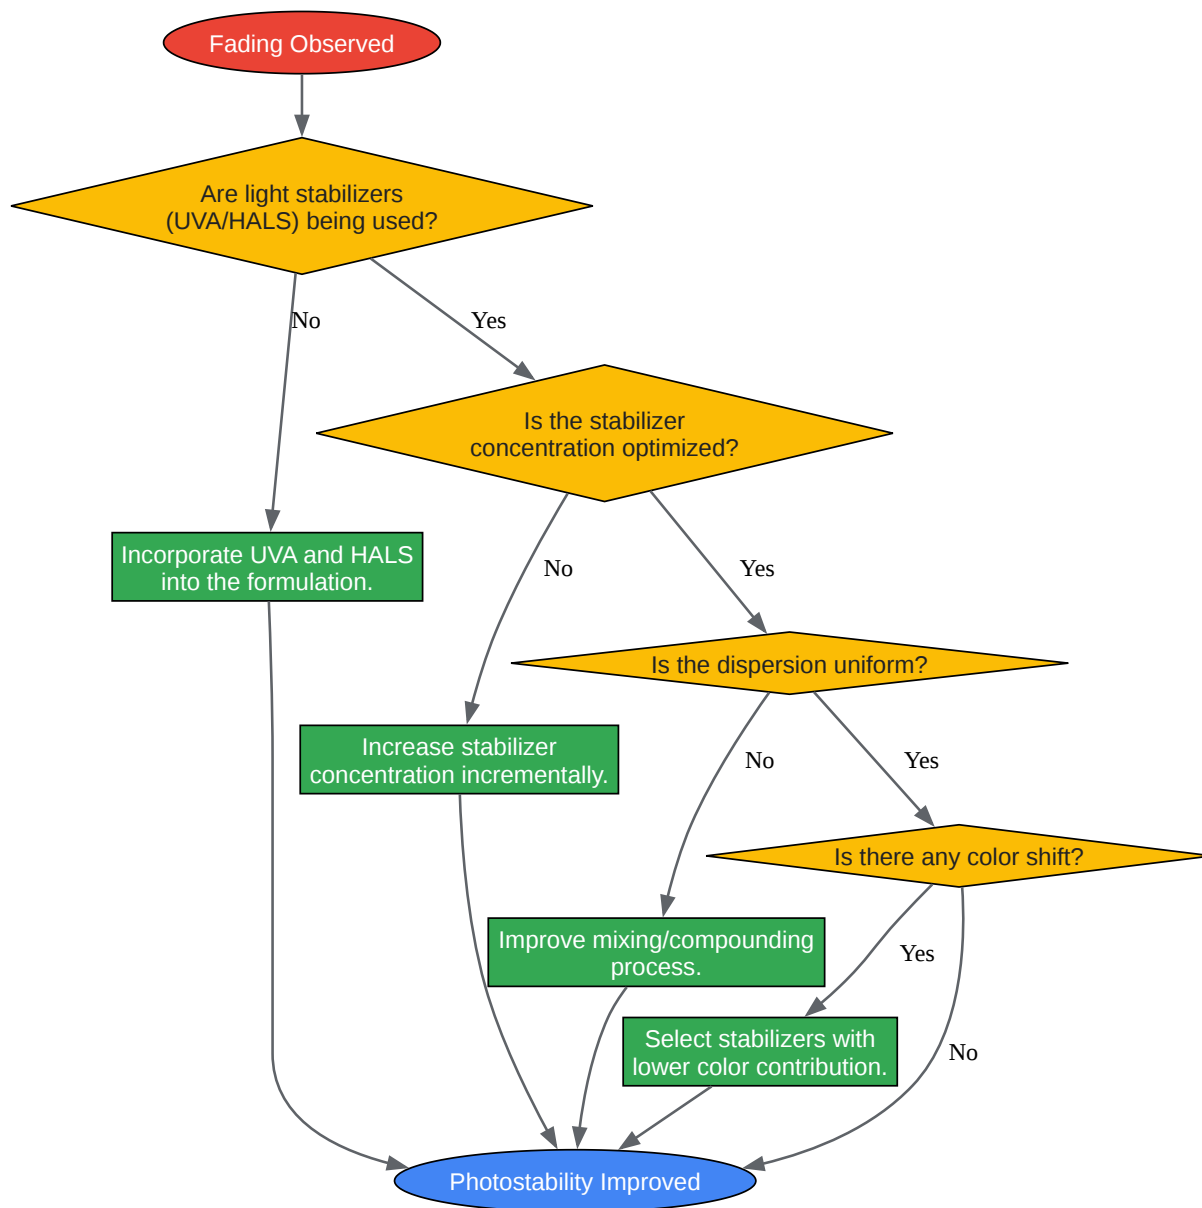 Fading Observed
Are light stabilizers
(UVA/HALS) being used?
No
Yes
Is the stabilizer
concentration optimized?
Incorporate UVA and HALS
into the formulation.
No
Yes
Is the dispersion uniform?
Increase stabilizer
concentration incrementally.
No
Yes
Is there any color shift?
Improve mixing/compounding
process.
Yes
Select stabilizers with
lower color contribution.
No
Photostability Improved